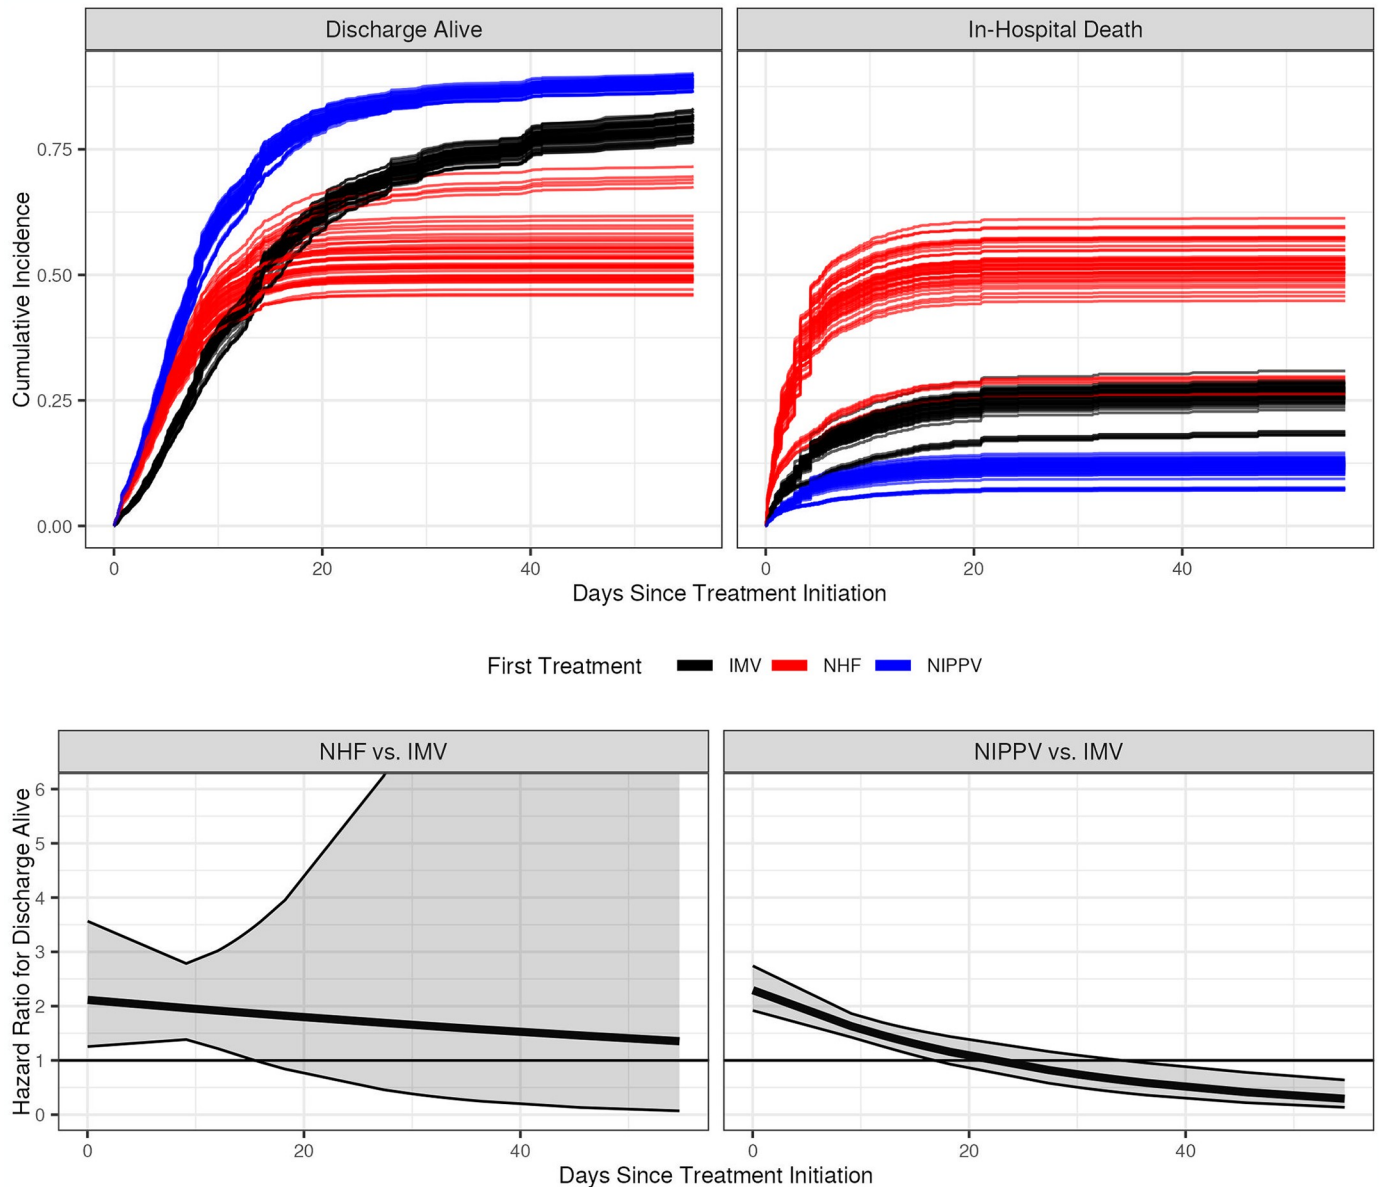 Discharge Alive
In-Hospital Death
Cumulative Incidence
0.75
0.50
0.25
0.00
0 20 40
0 20 40
Days Since Treatment Initiation
First Treatment IMV NHF NIPPV
NHF vs. IMV
NIPPV vs. IMV
Hazard Ratio for Discharge Alive
6
5
4
3
2
1
0
0 20 40
0 20 40
Days Since Treatment Initiation